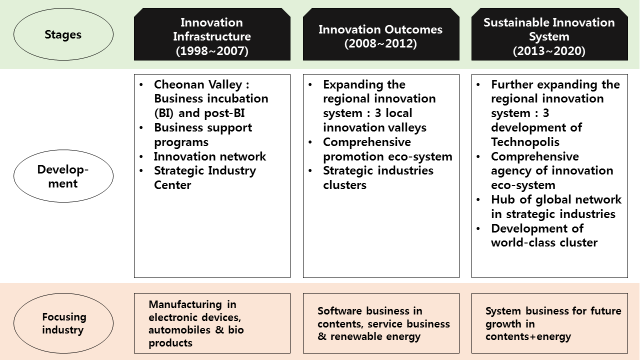 Stages
Innovation
Infrastructure
(1998~2007)
Innovation Outcomes
(2008~2012)
Sustainable Innovation
System
(2013~2020)
Develop-
ment
• Cheonan Valley :
Business incubation
(BI) and post-BI
• Business support
programs
• Innovation network
• Strategic Industry
Center
• Expanding the
regional innovation
system : 3 local
innovation valleys
• Comprehensive
promotion eco-system
• Strategic industries
clusters
• Further expanding the
regional innovation
system : 3
development of
Technopolis
• Comprehensive
agency of innovation
eco-system
• Hub of global network
in strategic industries
• Development of
world-class cluster
Focusing
industry
Manufacturing in
electronic devices,
automobiles & bio
products
Software business in
contents, service business
& renewable energy
System business for future
growth in
contents+energy